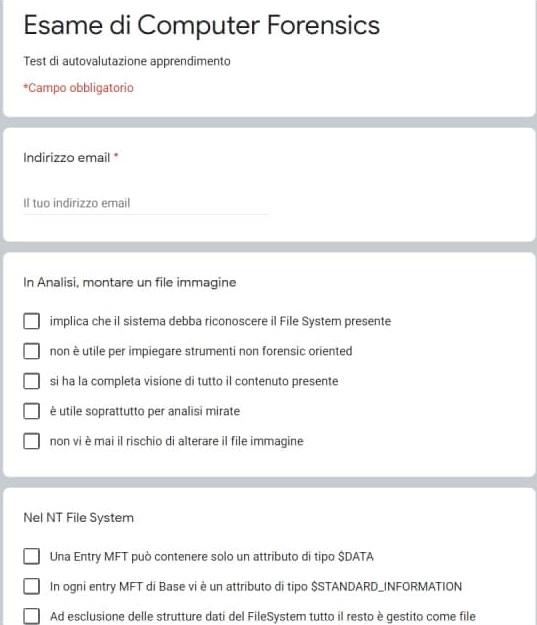 Esame di Computer Forensics
Test di autovalutazione apprendimento
*Campo obbligatorio
Indirizzo email *
Il tuo indirizzo email
In Analisi, montare un file immagine
implica che il sistema debba riconoscere il File System presente
non è utile per impiegare strumenti non forensic oriented
si ha la completa visione di tutto il contenuto presente
è utile soprattutto per analisi mirate
non vi è mai il rischio di alterare il file immagine
Nel NT File System
Una Entry MFT può contenere solo un attributo di tipo $DATA
In ogni entry MFT di Base vi è un attributo di tipo $STANDARD_INFORMATION
Ad esclusione delle strutture dati del FileSystem tutto il resto è gestito come file